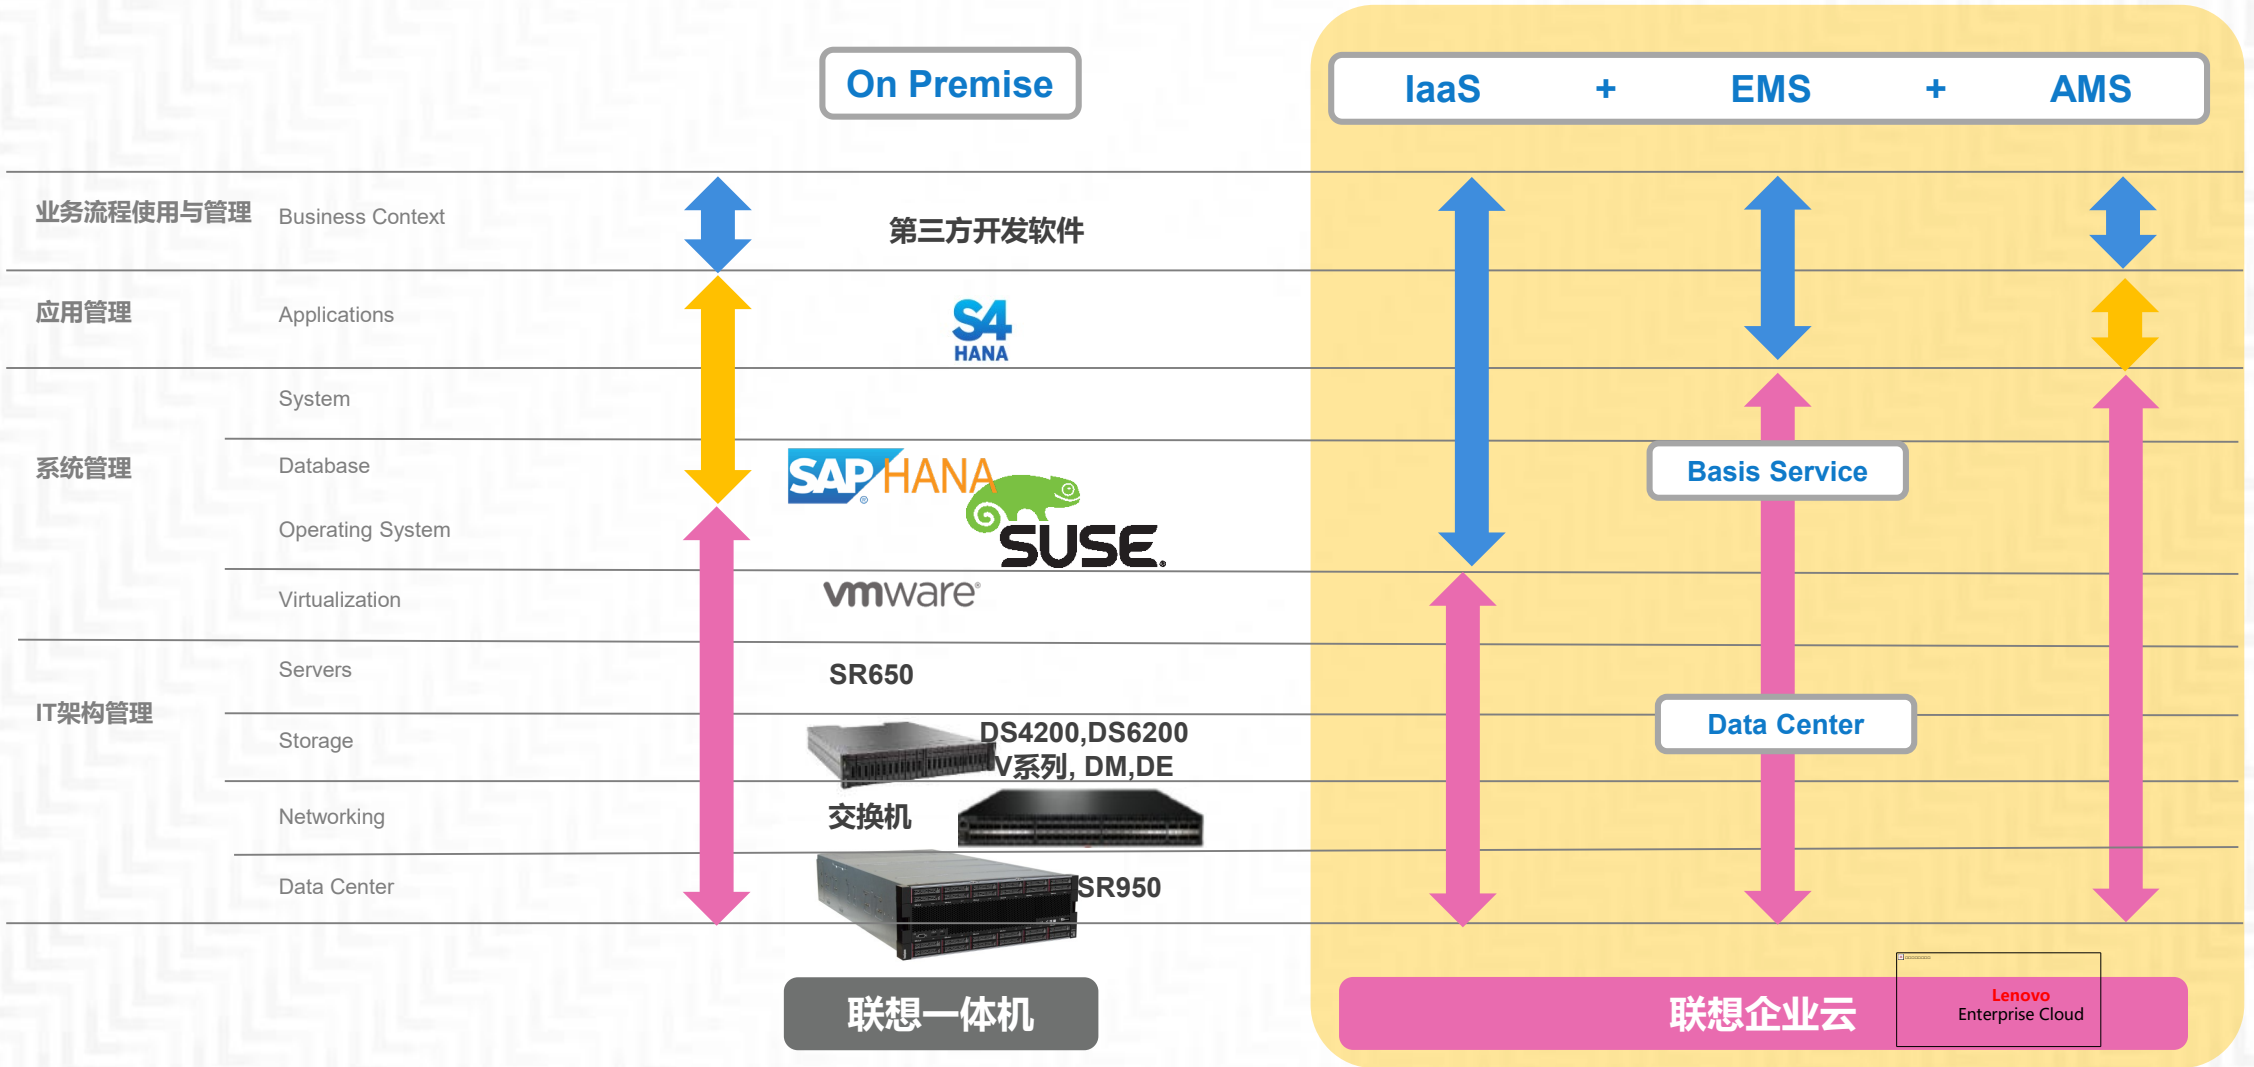 On Premise
IaaS + EMS + AMS
业务流程使用与管理
Business Context
第三方开发软件
应用管理
Applications
S4
HANA
System
系统管理
Database
SAP HANA
Basis Service
Operating System
SUSE
Virtualization
vmware
Servers
SR650
IT架构管理
Storage
DS4200,DS6200
V系列, DM,DE
Data Center
Networking
交换机
Data Center
SR950
联想一体机
联想企业云
Lenovo
Enterprise Cloud